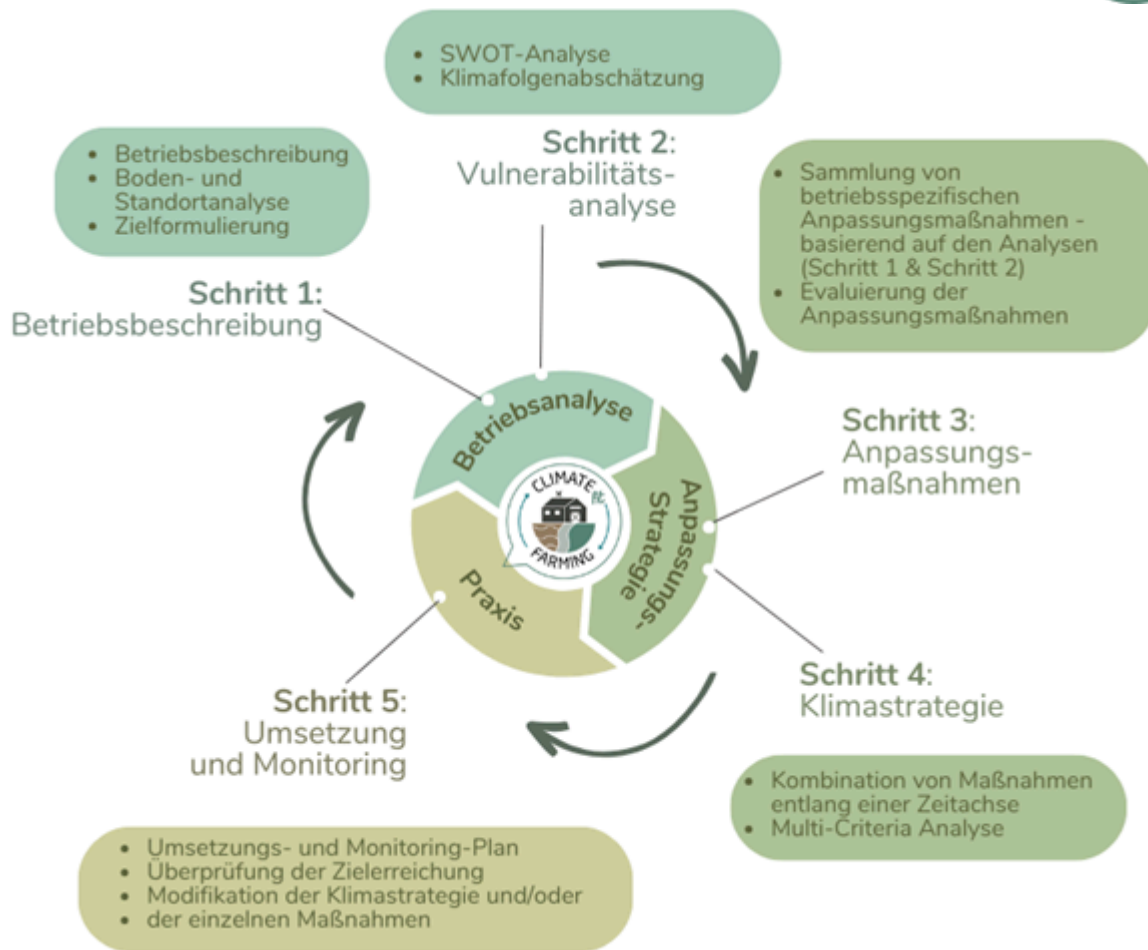 • SWOT-Analyse
• Klimafolgenabschätzung
Schritt 2:
Vulnerabilitäts-
analyse
• Betriebsbeschreibung
• Boden- und
Standortanalyse
• Zielformulierung
Schritt 1:
Betriebsbeschreibung
• Sammlung von
betriebsspezifischen
Anpassungsmaßnahmen -
basierend auf den Analysen
(Schritt 1 & Schritt 2)
• Evaluierung der
Anpassungsmaßnahmen
Schritt 3:
Anpassungs-
maßnahmen
Betriebsanalyse
Anpassungs-
Strategie
Praxis
CLIMATE
FARMING
Schritt 4:
Klimastrategie
• Kombination von Maßnahmen
entlang einer Zeitachse
• Multi-Criteria Analyse
Schritt 5:
Umsetzung
und Monitoring
• Umsetzungs- und Monitoring-Plan
• Überprüfung der Zielerreichung
• Modifikation der Klimastrategie und/oder
• der einzelnen Maßnahmen